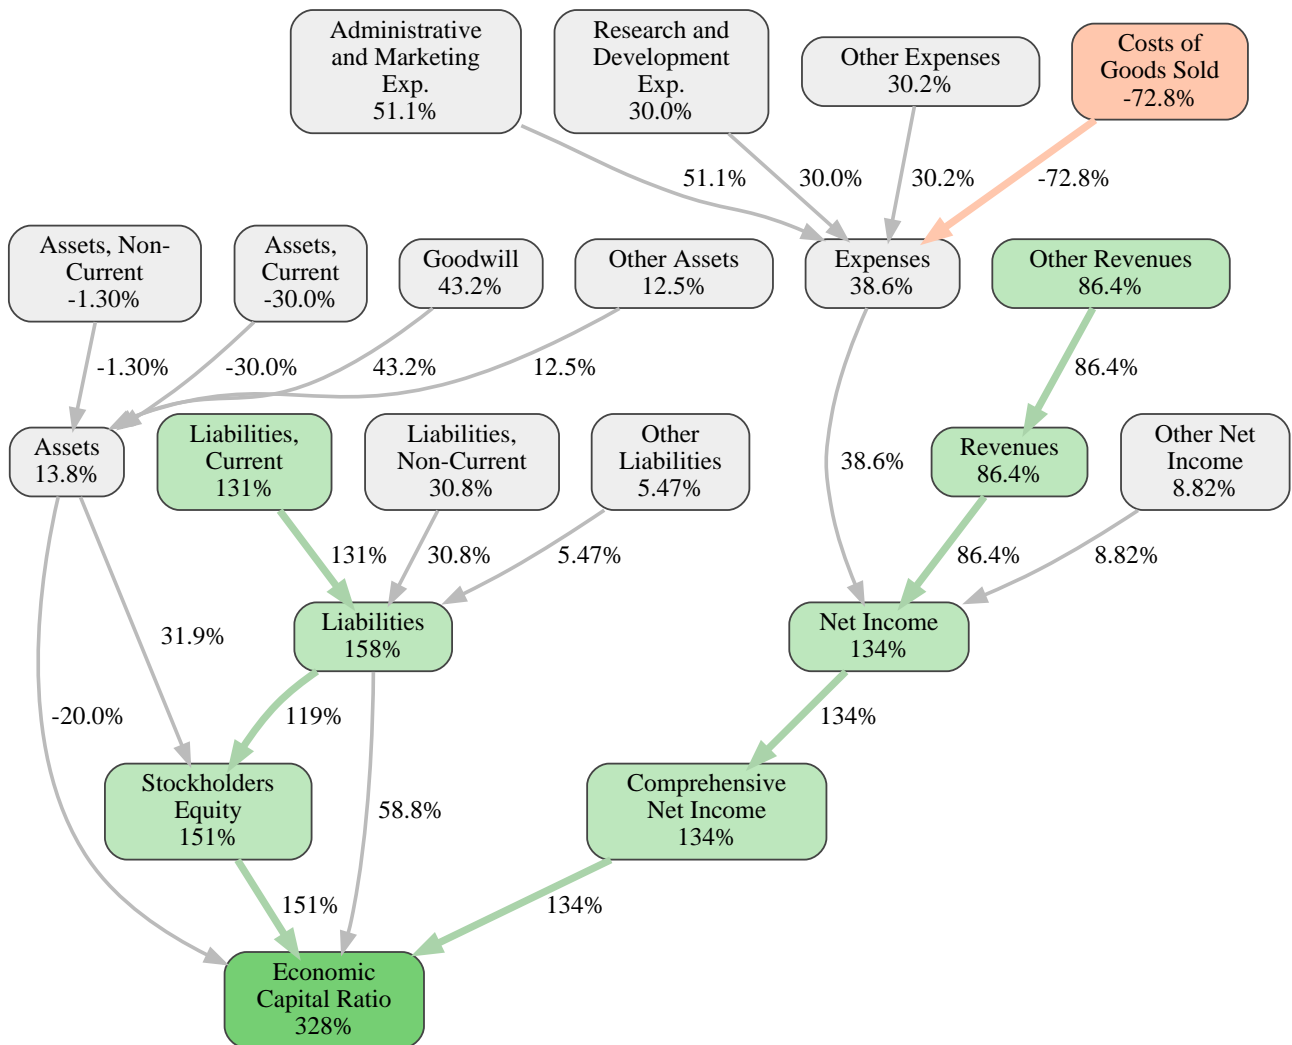 Administrative
and Marketing
Exp.
51.1%
Research and
Development
Exp.
30.0%
Other Expenses
30.2%
Costs of
Goods Sold
-72.8%
51.1%
30.0%
30.2%
-72.8%
Assets, Non-
Current
-1.30%
Assets,
Current
-30.0%
Goodwill
43.2%
Other Assets
12.5%
Expenses
38.6%
Other Revenues
86.4%
-1.30%
-30.0%
43.2%
12.5%
86.4%
Assets
13.8%
Liabilities,
Current
131%
Liabilities,
Non-Current
30.8%
Other
Liabilities
5.47%
38.6%
Revenues
86.4%
Other Net
Income
8.82%
131%
30.8%
5.47%
86.4%
8.82%
31.9%
Liabilities
158%
Net Income
134%
-20.0%
119%
134%
Stockholders
Equity
151%
58.8%
Comprehensive
Net Income
134%
151%
134%
Economic
Capital Ratio
328%